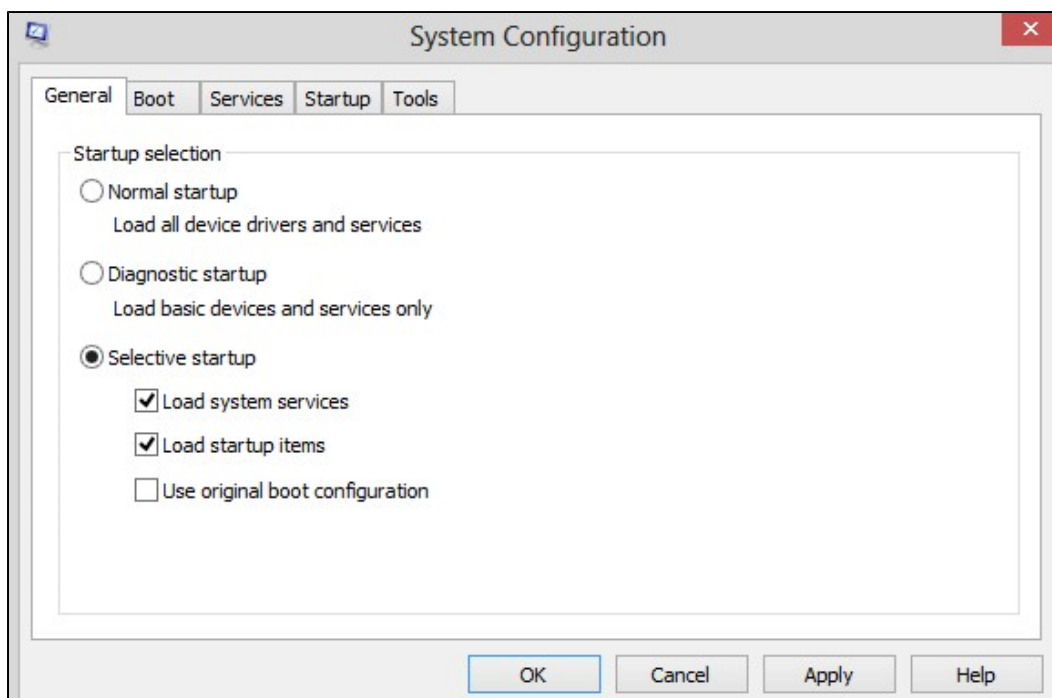 System Configuration
General Boot Services Startup Tools
Startup selection
Normal startup
Load all device drivers and services
Diagnostic startup
Load basic devices and services only
Selective startup
Load system services
Load startup items
Use original boot configuration
OK Cancel Apply Help